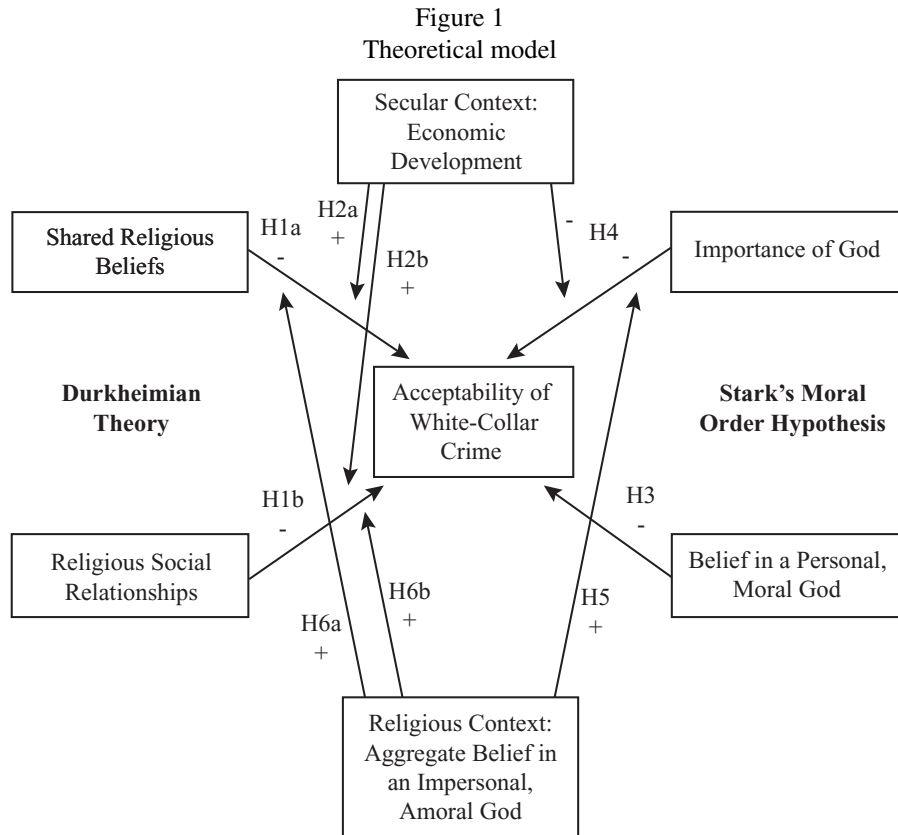 Figure 1
Theoretical model
Secular Context:
Economic
Development
H1a
-
H2a
+
H2b
+
-
H4
-
Shared Religious
Beliefs
Importance of God
Durkheimian
Theory
Acceptability of
White-Collar
Crime
Stark's Moral
Order Hypothesis
H1b
-
H3
-
Religious Social
Relationships
Belief in a Personal,
Moral God
H6a
+
H6b
+
H5
+
Religious Context:
Aggregate Belief in
an Impersonal,
Amoral God